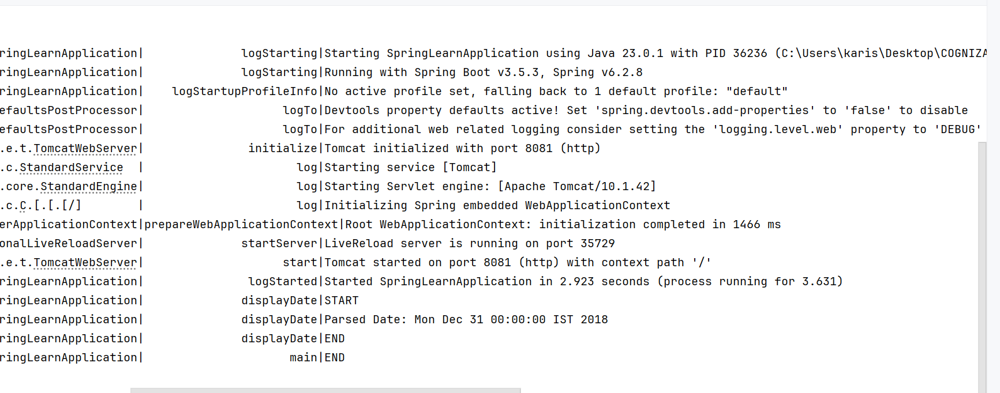 ringLearnApplication|              logStarting|Starting SpringLearnApplication using Java 23.0.1 with PID 36236 (C:\Users\karis\Desktop\COGNIZA
ringLearnApplication|              logStarting|Running with Spring Boot v3.5.3, Spring v6.2.8
ringLearnApplication|    logStartupProfileInfo|No active profile set, falling back to 1 default profile: "default"
efaultsPostProcessor|                    logTo|Devtools property defaults active! Set 'spring.devtools.add-properties' to 'false' to disable
efaultsPostProcessor|                    logTo|For additional web related logging consider setting the 'logging.level.web' property to 'DEBUG'
.e.t.TomcatWebServer|               initialize|Tomcat initialized with port 8081 (http)
.c.StandardService  |                      log|Starting service [Tomcat]
.core.StandardEngine|                      log|Starting Servlet engine: [Apache Tomcat/10.1.42]
.c.C.[.[.[/]        |                      log|Initializing Spring embedded WebApplicationContext
erApplicationContext|prepareWebApplicationContext|Root WebApplicationContext: initialization completed in 1466 ms
onalLiveReloadServer|              startServer|LiveReload server is running on port 35729
.e.t.TomcatWebServer|                    start|Tomcat started on port 8081 (http) with context path '/'
ringLearnApplication|               logStarted|Started SpringLearnApplication in 2.923 seconds (process running for 3.631)
ringLearnApplication|              displayDate|START
ringLearnApplication|              displayDate|Parsed Date: Mon Dec 31 00:00:00 IST 2018
ringLearnApplication|              displayDate|END
ringLearnApplication|                     main|END